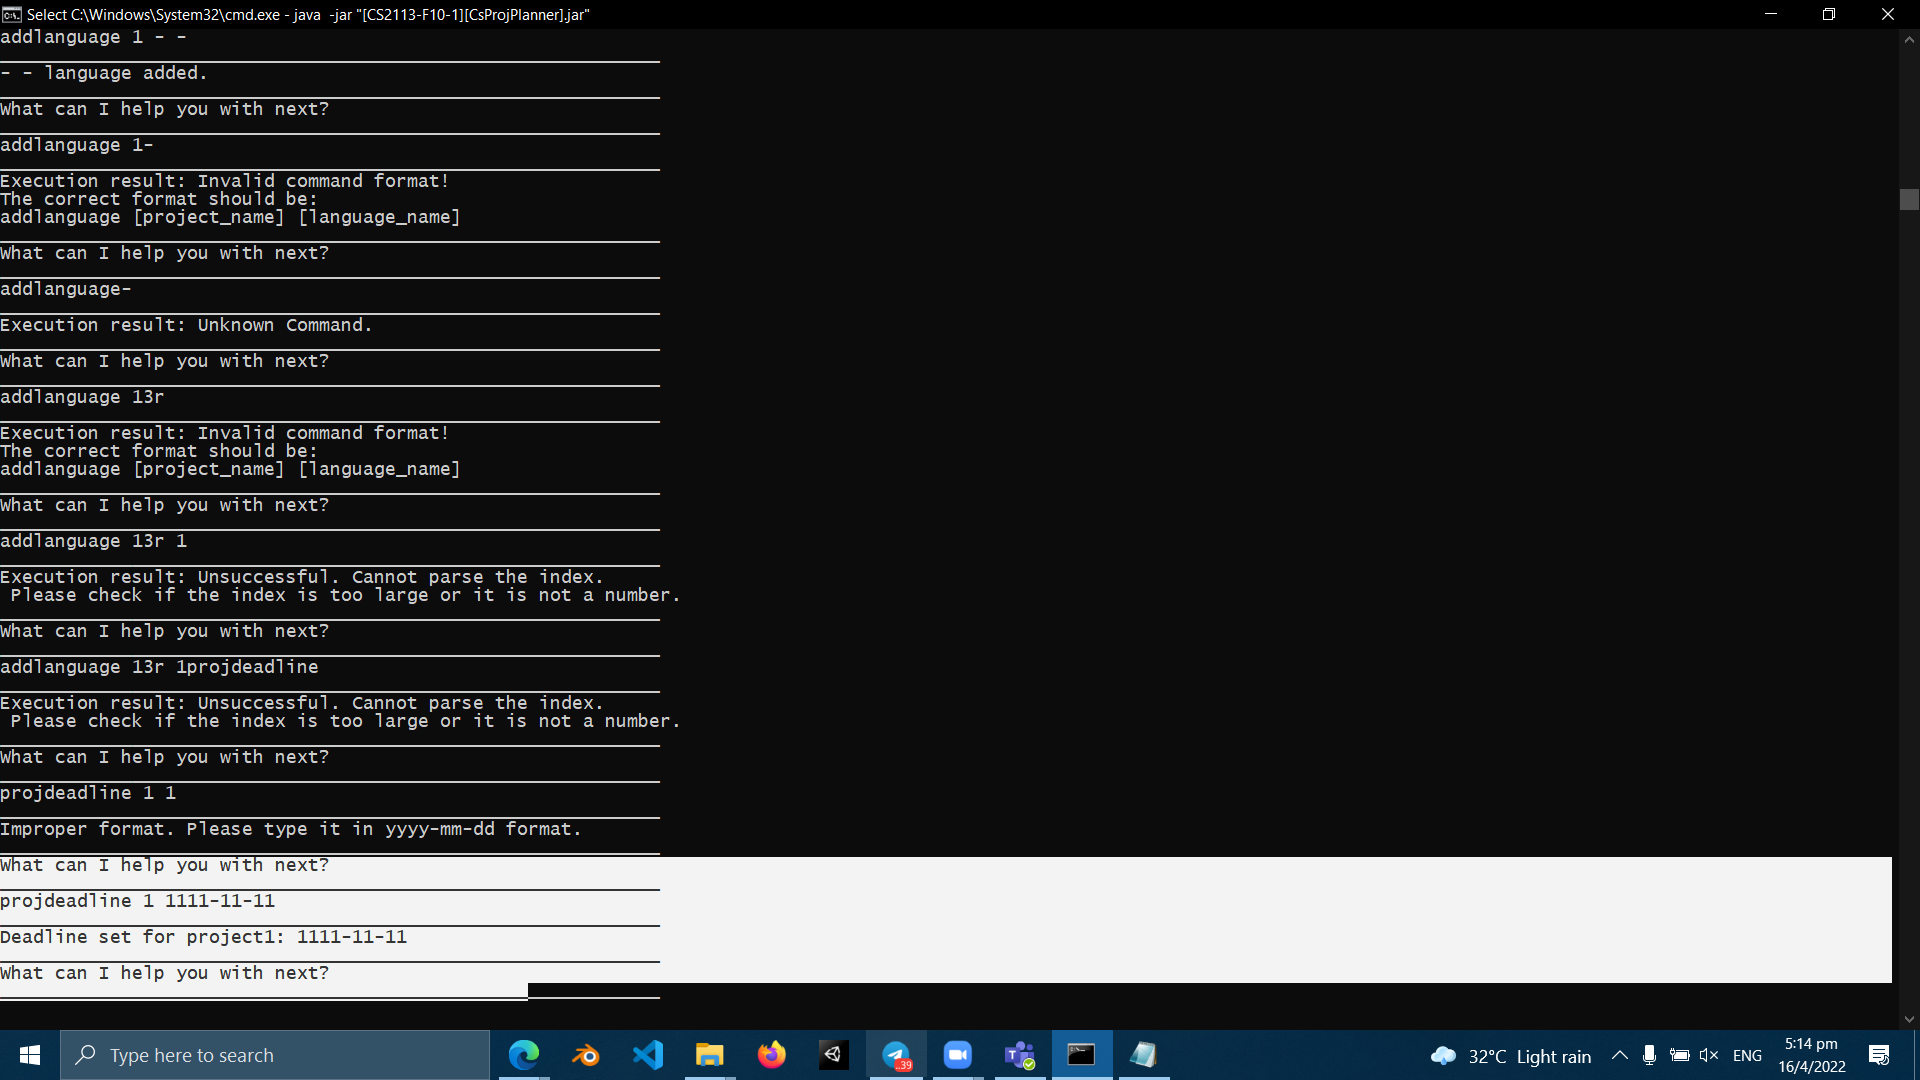 Select C:\Windows\System32\cmd.exe - java  -jar "[CS2113-F10-1][CsProjPlanner].jar"
addlanguage 1 - -
- - language added.
What can I help you with next?
addlanguage 1-
Execution result: Invalid command format!
The correct format should be:
addlanguage [project_name] [language_name]
What can I help you with next?
addlanguage-
Execution result: Unknown Command.
What can I help you with next?
addlanguage 13r
Execution result: Invalid command format!
The correct format should be:
addlanguage [project_name] [language_name]
What can I help you with next?
addlanguage 13r 1
Execution result: Unsuccessful. Cannot parse the index.
 Please check if the index is too large or it is not a number.
What can I help you with next?
addlanguage 13r 1projdeadline
Execution result: Unsuccessful. Cannot parse the index.
 Please check if the index is too large or it is not a number.
What can I help you with next?
projdeadline 1 1
Improper format. Please type it in yyyy-mm-dd format.
What can I help you with next?
projdeadline 1 1111-11-11
Deadline set for project1: 1111-11-11
What can I help you with next?
Type here to search
..39
32°C Light rain
ENG
5:14 pm
16/4/2022